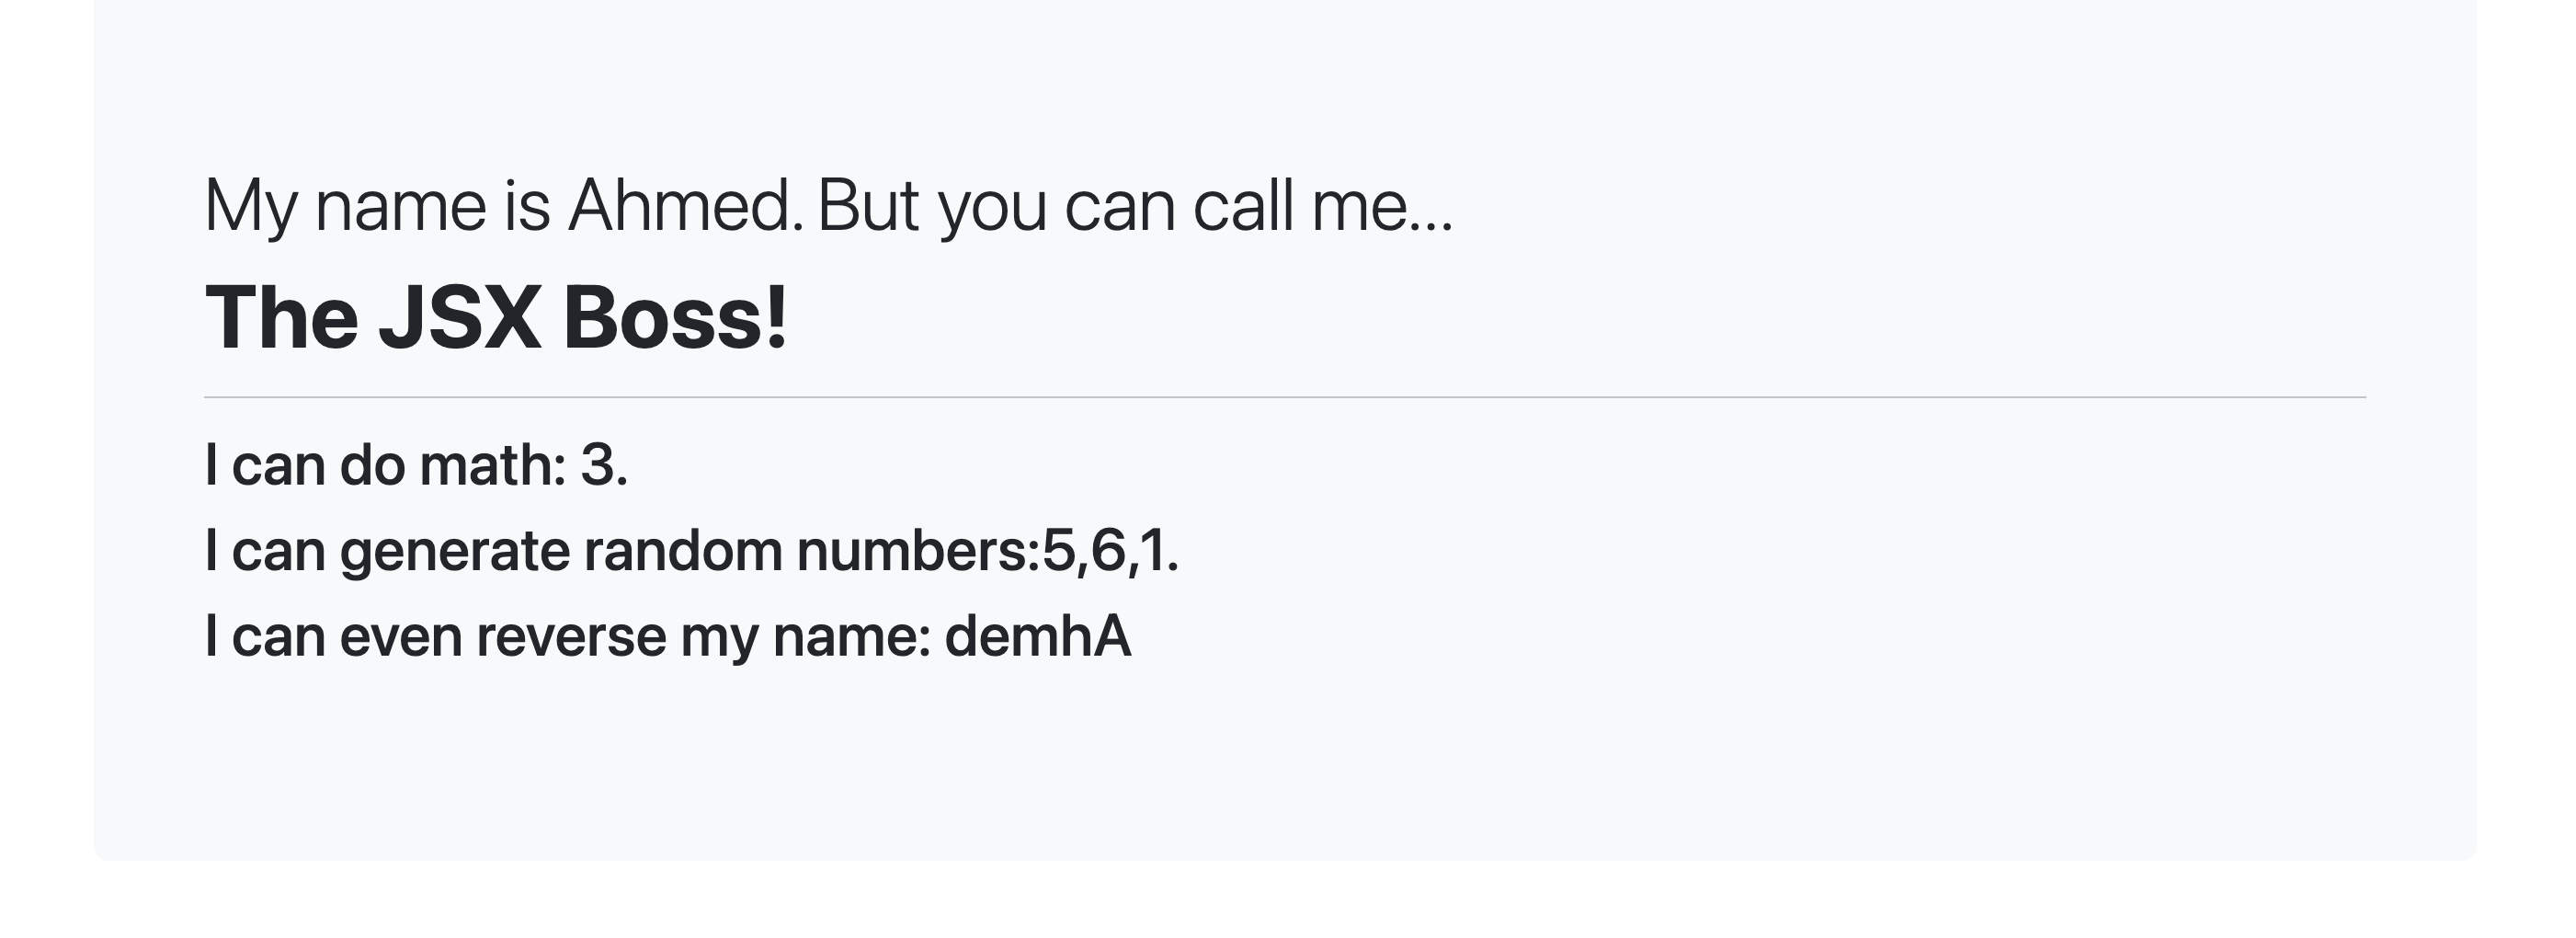 My name is Ahmed. But you can call me...
The JSX Boss!
I can do math: 3.
I can generate random numbers:5,6,1.
I can even reverse my name: demhA